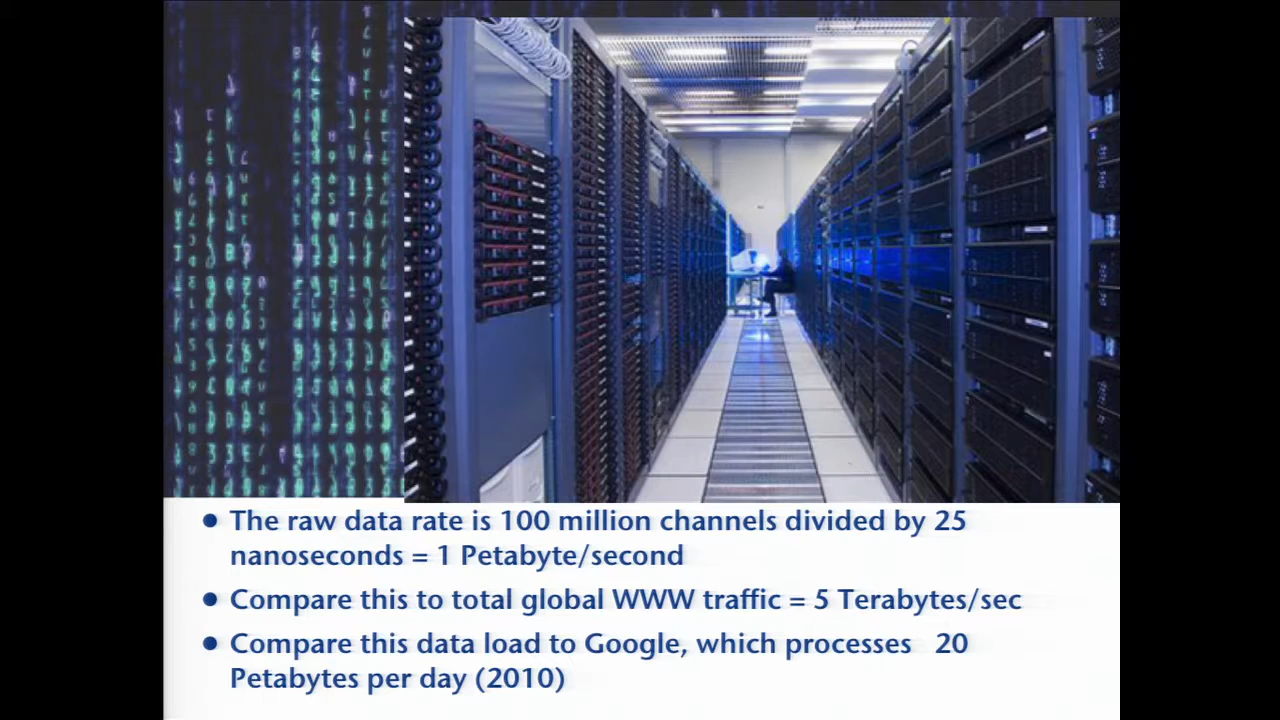 • The raw data rate is 100 million channels divided by 25
nanoseconds = 1 Petabyte/second
• Compare this to total global WWW traffic = 5 Terabytes/sec
• Compare this data load to Google, which processes 20
Petabytes per day (2010)